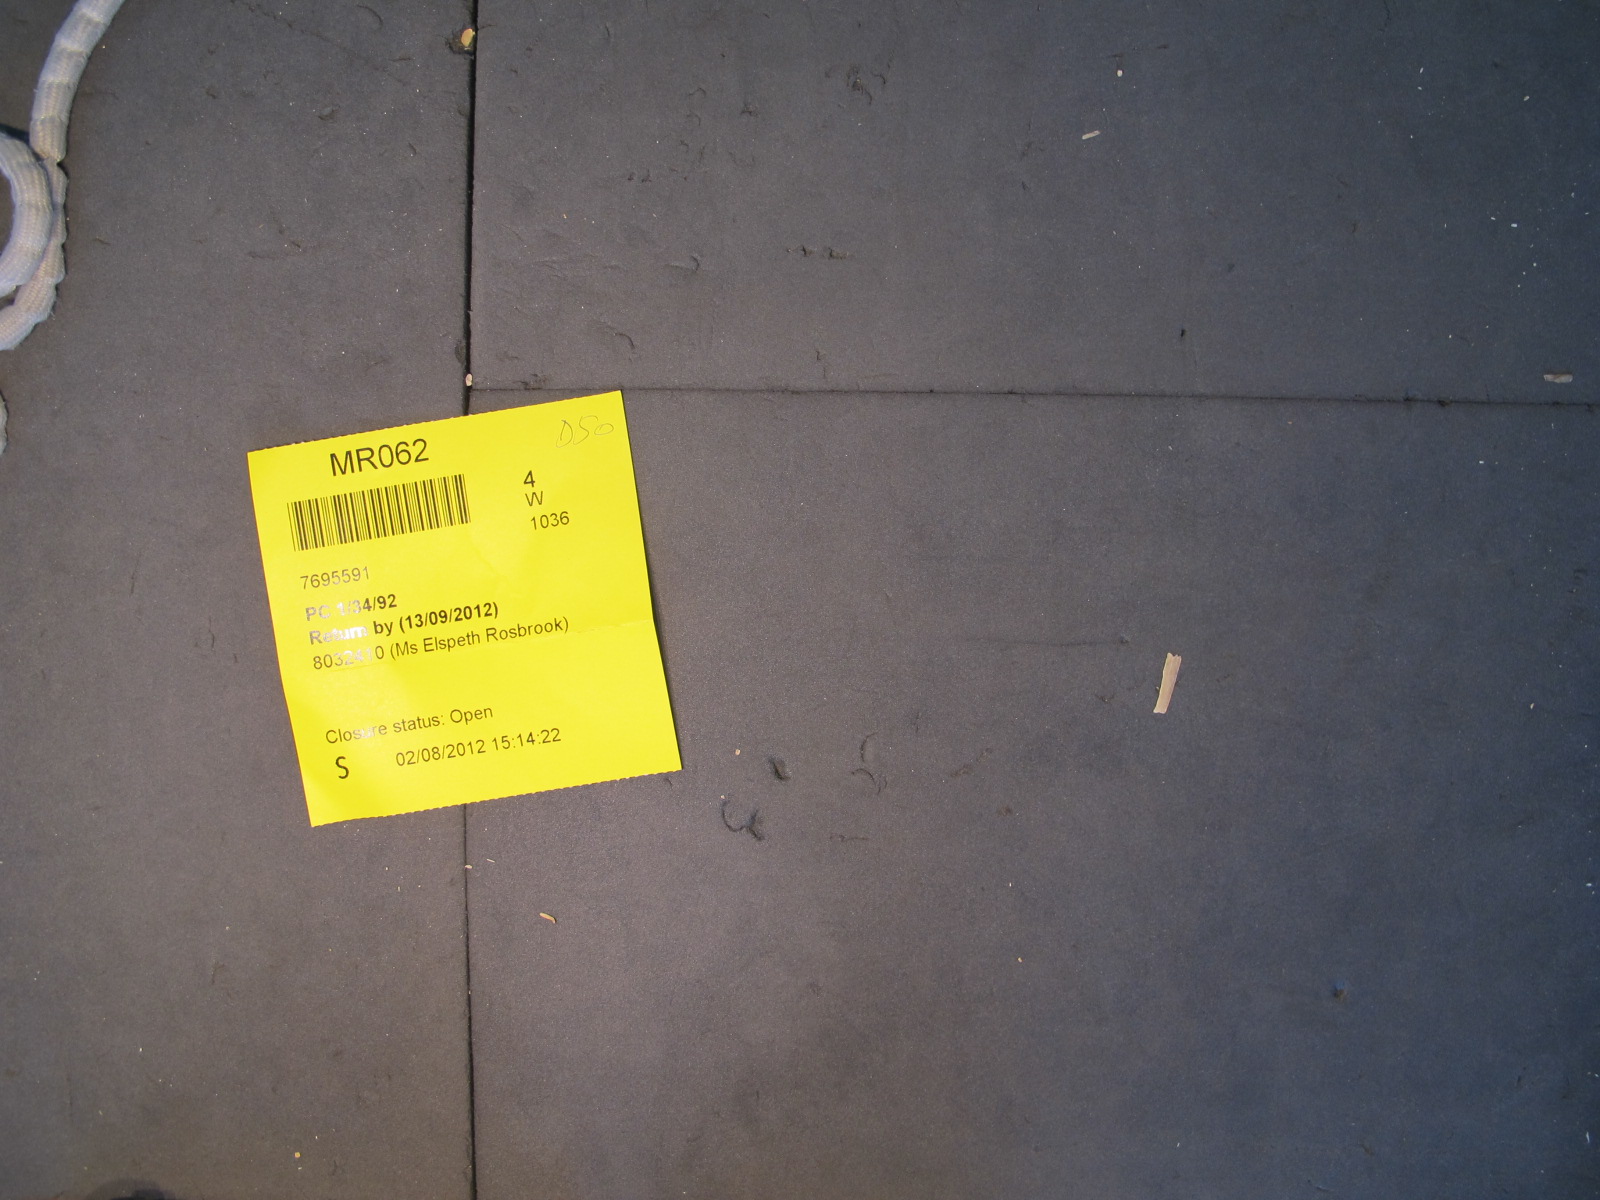 MR062
D50
4
W
1036
7695591
PC 1/34/92
Return by (13/09/2012)
8032410 (Ms Elspeth Rosbrook)
Closure status: Open
S 02/08/2012 15:14:22